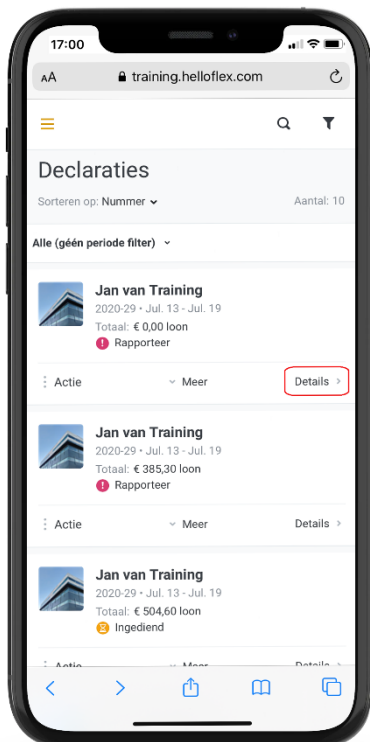 17:00
AA training.helloflex.com
Declaraties
Sorteren op: Nummer Aantal: 10
Alle (géén periode filter)
Jan van Training
2020-29 • Jul. 13 - Jul. 19
Totaal: € 0,00 loon
Rapporteer
Actie Meer Details
Jan van Training
2020-29 • Jul. 13 - Jul. 19
Totaal: € 385,30 loon
Rapporteer
Actie Meer Details
Jan van Training
2020-29 • Jul. 13 - Jul. 19
Totaal: € 504,60 loon
Ingediend
Actie Meer Details